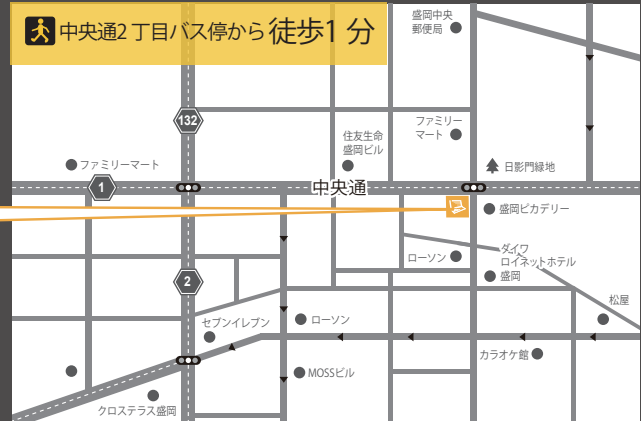 中央通2丁目バス停から徒歩1分
盛岡中央
郵便局
132
ファミリー
マート
住友生命
盛岡ビル
ファミリーマート
日影門緑地
1
中央通
盛岡ピカデリー
ローソン
ダイワ
ロイネットホテル
盛岡
2
松屋
セブンイレブン
ローソン
カラオケ館
MOSSビル
クロステラス盛岡